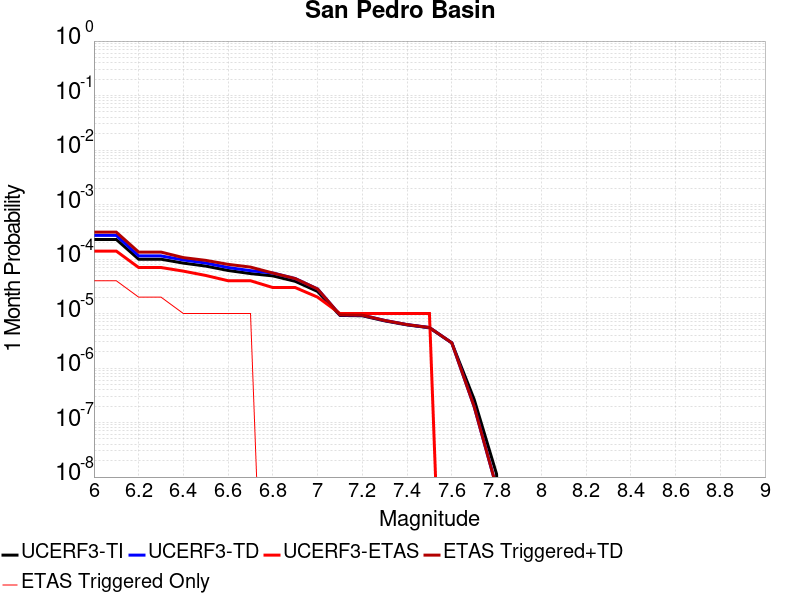 San Pedro Basin
10^0
10^-1
10^-2
10^-3
10^-4
10^-5
10^-6
10^-7
10^-8
1 Month Probability
6 6.2 6.4 6.6 6.8 7 7.2 7.4 7.6 7.8 8 8.2 8.4 8.6 8.8 9
Magnitude
UCERF3-TI UCERF3-TD UCERF3-ETAS ETAS Triggered+TD
ETAS Triggered Only